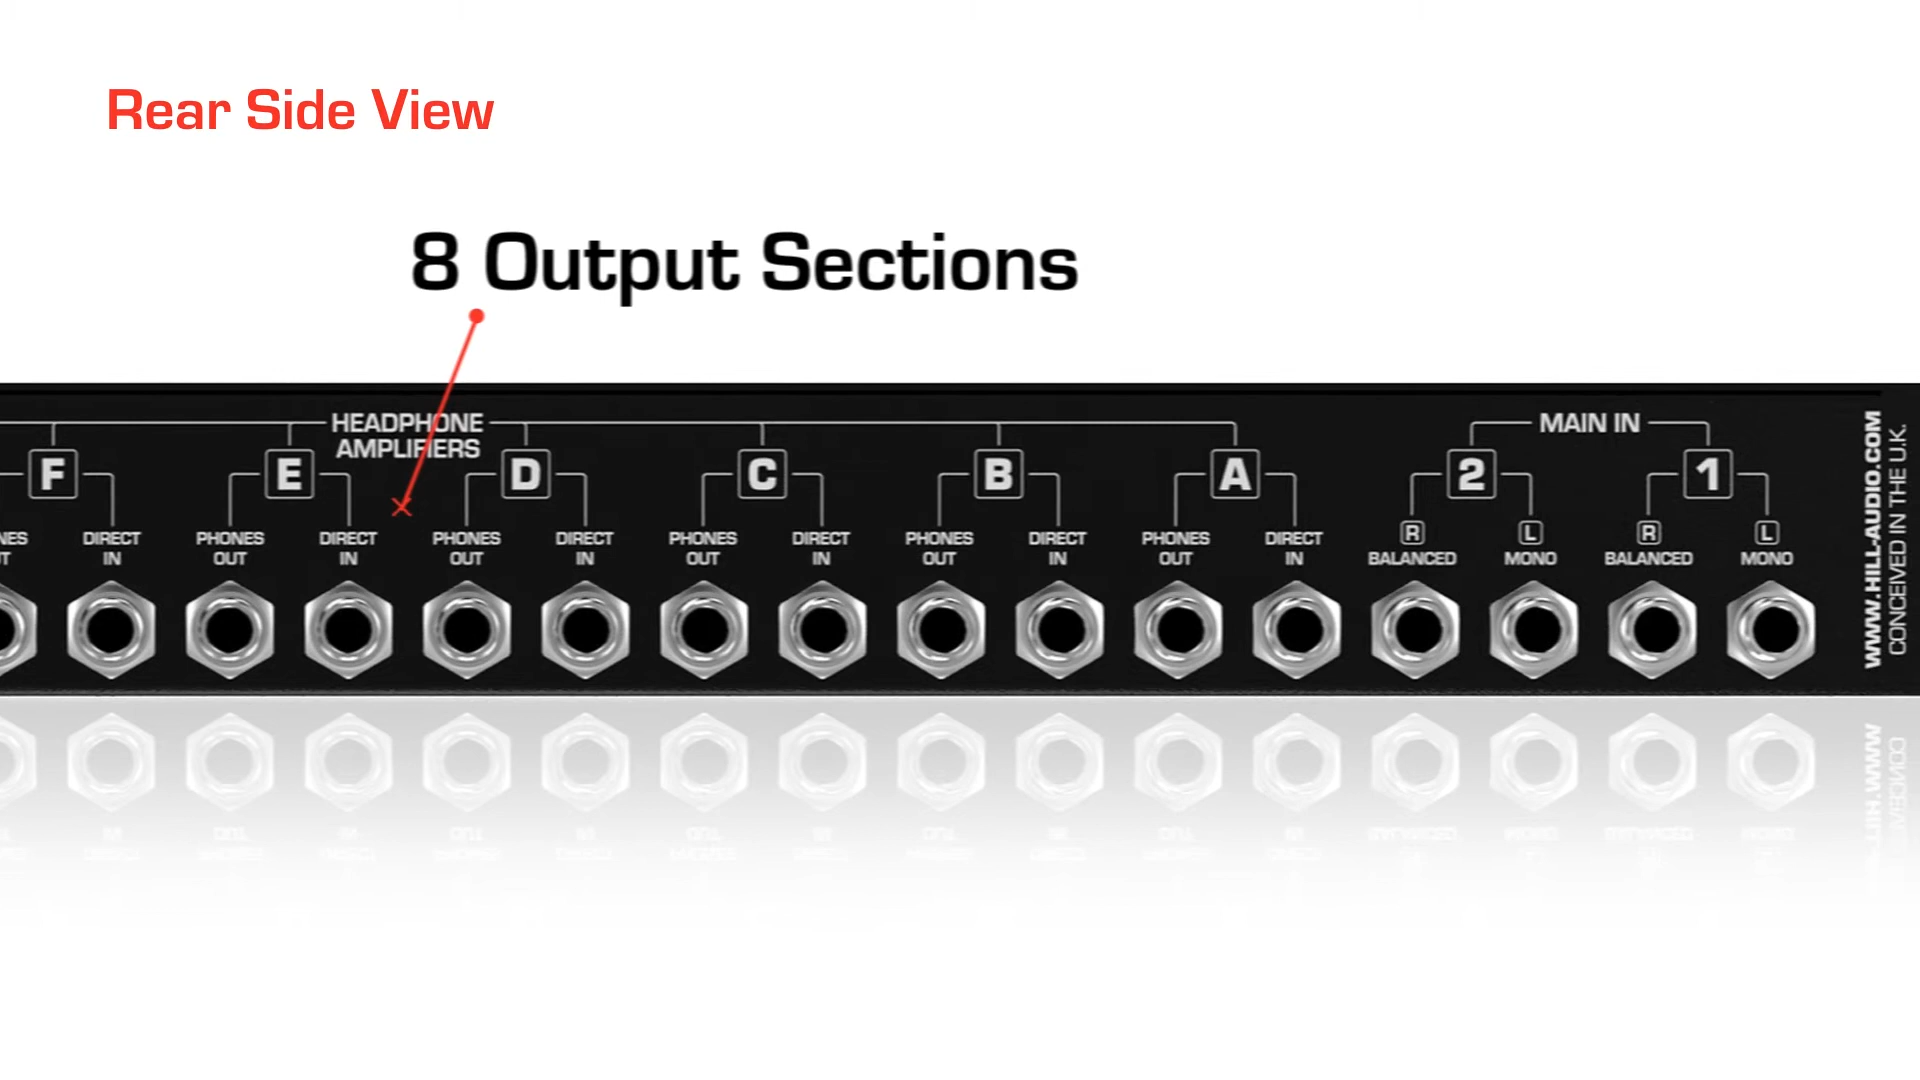 Rear Side View
8 Output Sections
HEADPHONE
AMPLIFIERS
MAIN IN
F
E
D
C
B
A
2
1
DIRECT
IN
PHONES
OUT
DIRECT
IN
PHONES
OUT
DIRECT
IN
PHONES
OUT
DIRECT
IN
PHONES
OUT
DIRECT
IN
PHONES
OUT
DIRECT
IN
R
BALANCED
L
MONO
R
BALANCED
L
MONO
WWW.HILL-AUDIO.COM
CONCEIVED IN THE U.K.